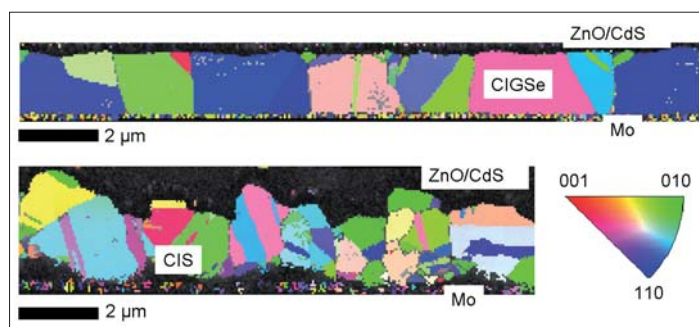 ZnO/CdS
CIGSe
2 µm
Mo
ZnO/CdS
001
010
CIS
110
2 µm
Mo